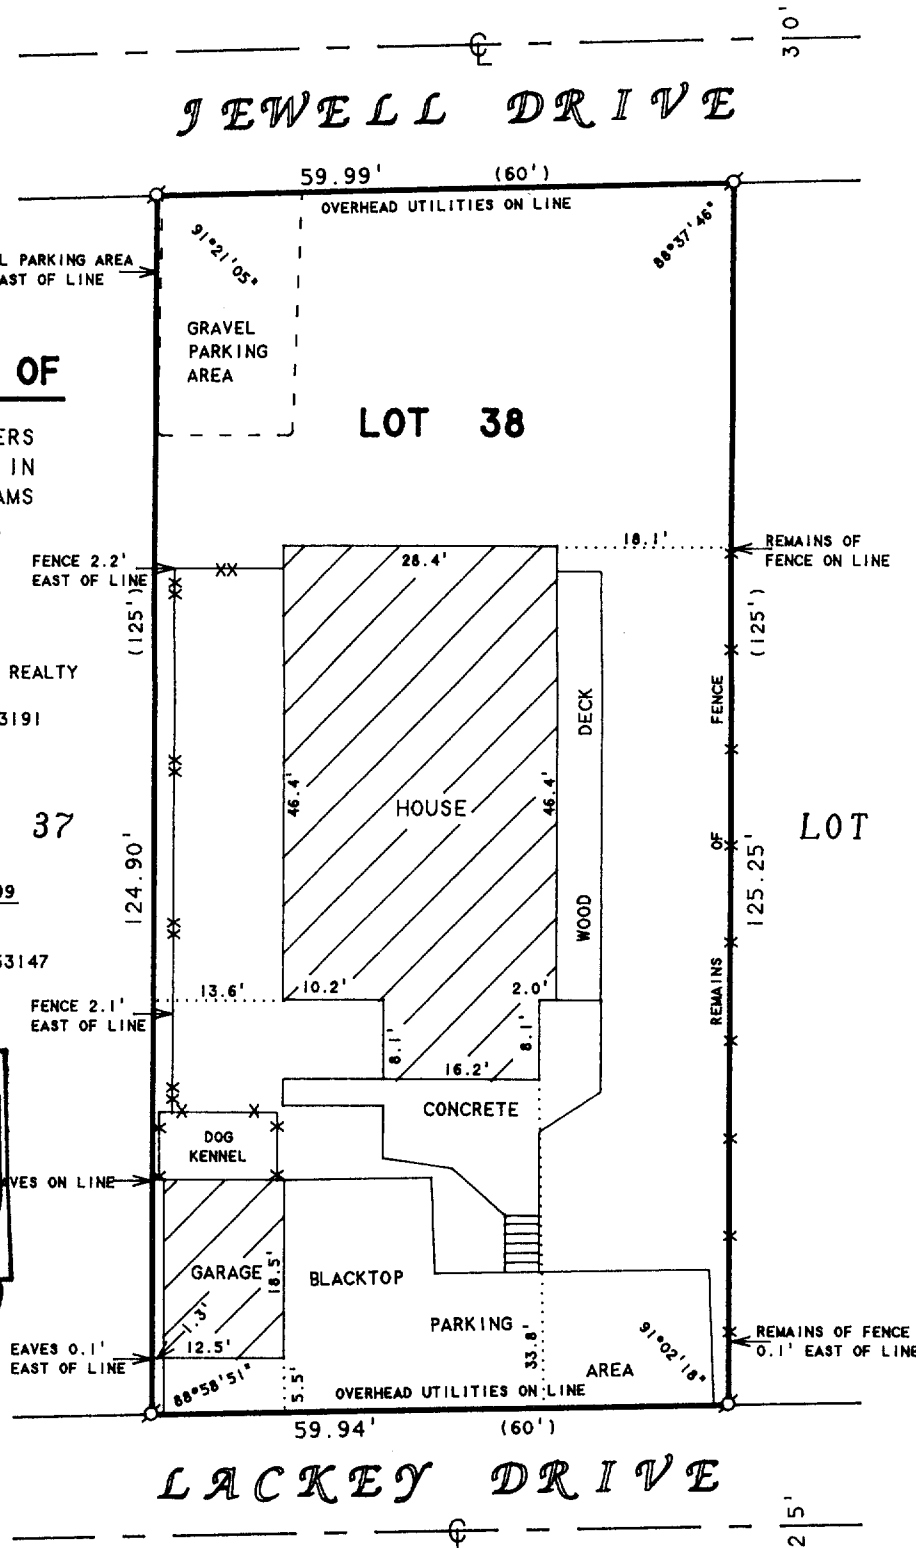 ℄
30'
JEWELL DRIVE
59.99' (60')
OVERHEAD UTILITIES ON LINE
91°21'05"
88°37'46"
L PARKING AREA
AST OF LINE
GRAVEL
PARKING
AREA
OF
LOT 38
ERS
IN
AMS
18.1'
REMAINS OF
FENCE ON LINE
28.4'
FENCE 2.2'
EAST OF LINE
(125')
(125')
REALTY
3191
DECK
FENCE
46.4'
HOUSE
46.4'
37
LOT
124.90'
OF
125.25'
09
WOOD
53147
REMAINS
13.6'
10.2'
2.0'
FENCE 2.1'
EAST OF LINE
8.1'
8.1'
16.2'
CONCRETE
DOG
KENNEL
VES ON LINE
GARAGE
18.5'
BLACKTOP
1.3'
PARKING
33.8'
91°02'18"
REMAINS OF FENCE
0.1' EAST OF LINE
EAVES 0.1'
EAST OF LINE
12.5'
AREA
88°58'51"
5.5'
OVERHEAD UTILITIES ON LINE
59.94' (60')
LACKEY DRIVE
℄
25'